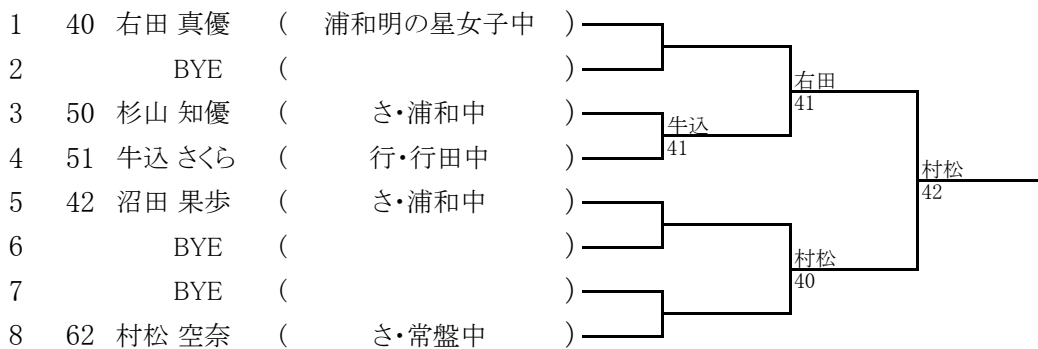 1 40 右田 真優 ( 浦和明の星女子中 )
2 BYE ( )
右田
3 50 杉山 知優 ( さ・浦和中 )
41
牛込
4 51 牛込 さくら ( 行・行田中 )
41
村松
5 42 沼田 果歩 ( さ・浦和中 )
42
6 BYE ( )
村松
7 BYE ( )
40
8 62 村松 空奈 ( さ・常盤中 )